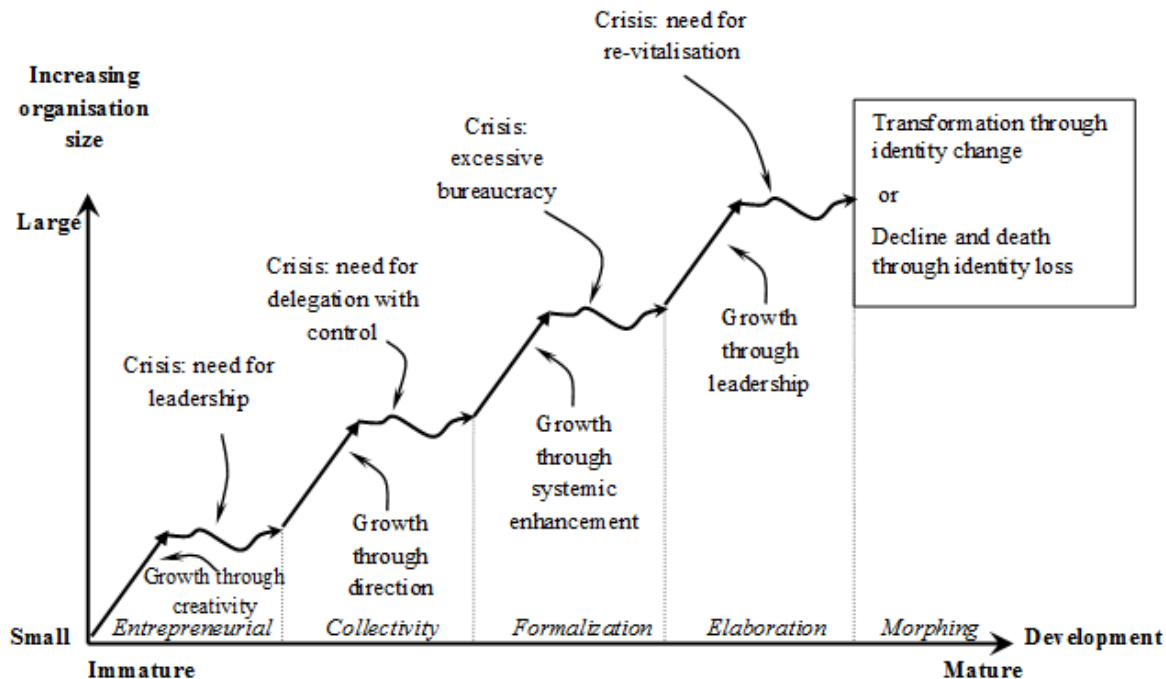 Crisis: need for
re-vitalisation
Increasing
organisation
size
Transformation through
identity change
or
Decline and death
through identity loss
Crisis:
excessive
bureaucracy
Large
Crisis: need for
delegation with
control
Growth
through
leadership
Crisis: need for
leadership
Growth
through
systemic
enhancement
Growth
through
direction
Growth through
creativity
Small
Entrepreneurial
Collectivity
Formalization
Elaboration
Morphing
Development
Immature
Mature